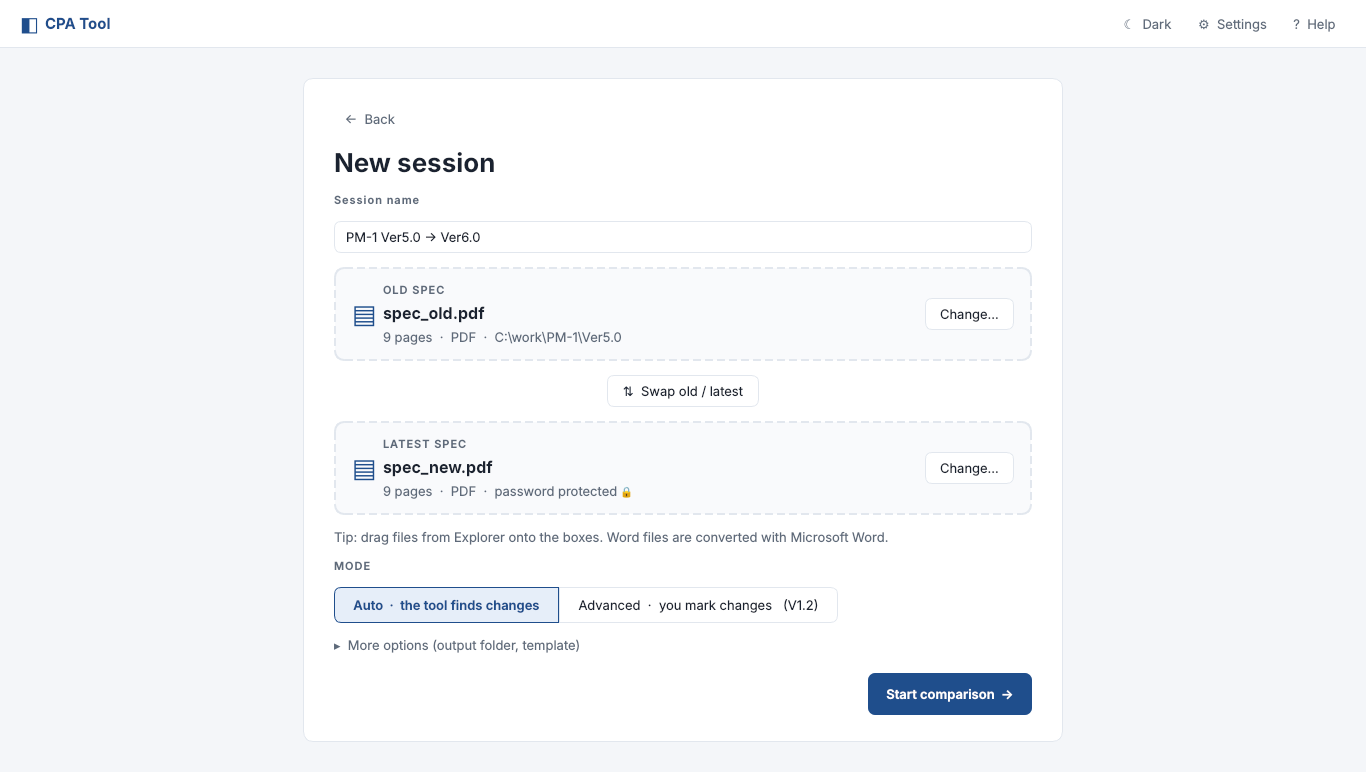 CPA Tool
Dark
Settings
? Help
← Back
New session
Session name
PM-1 Ver5.0 → Ver6.0
OLD SPEC
spec_old.pdf
Change...
9 pages · PDF · C:\work\PM-1\Ver5.0
⇅ Swap old / latest
LATEST SPEC
spec_new.pdf
Change...
9 pages · PDF · password protected 🔒
Tip: drag files from Explorer onto the boxes. Word files are converted with Microsoft Word.
MODE
Auto · the tool finds changes
Advanced · you mark changes (V1.2)
▸ More options (output folder, template)
Start comparison →